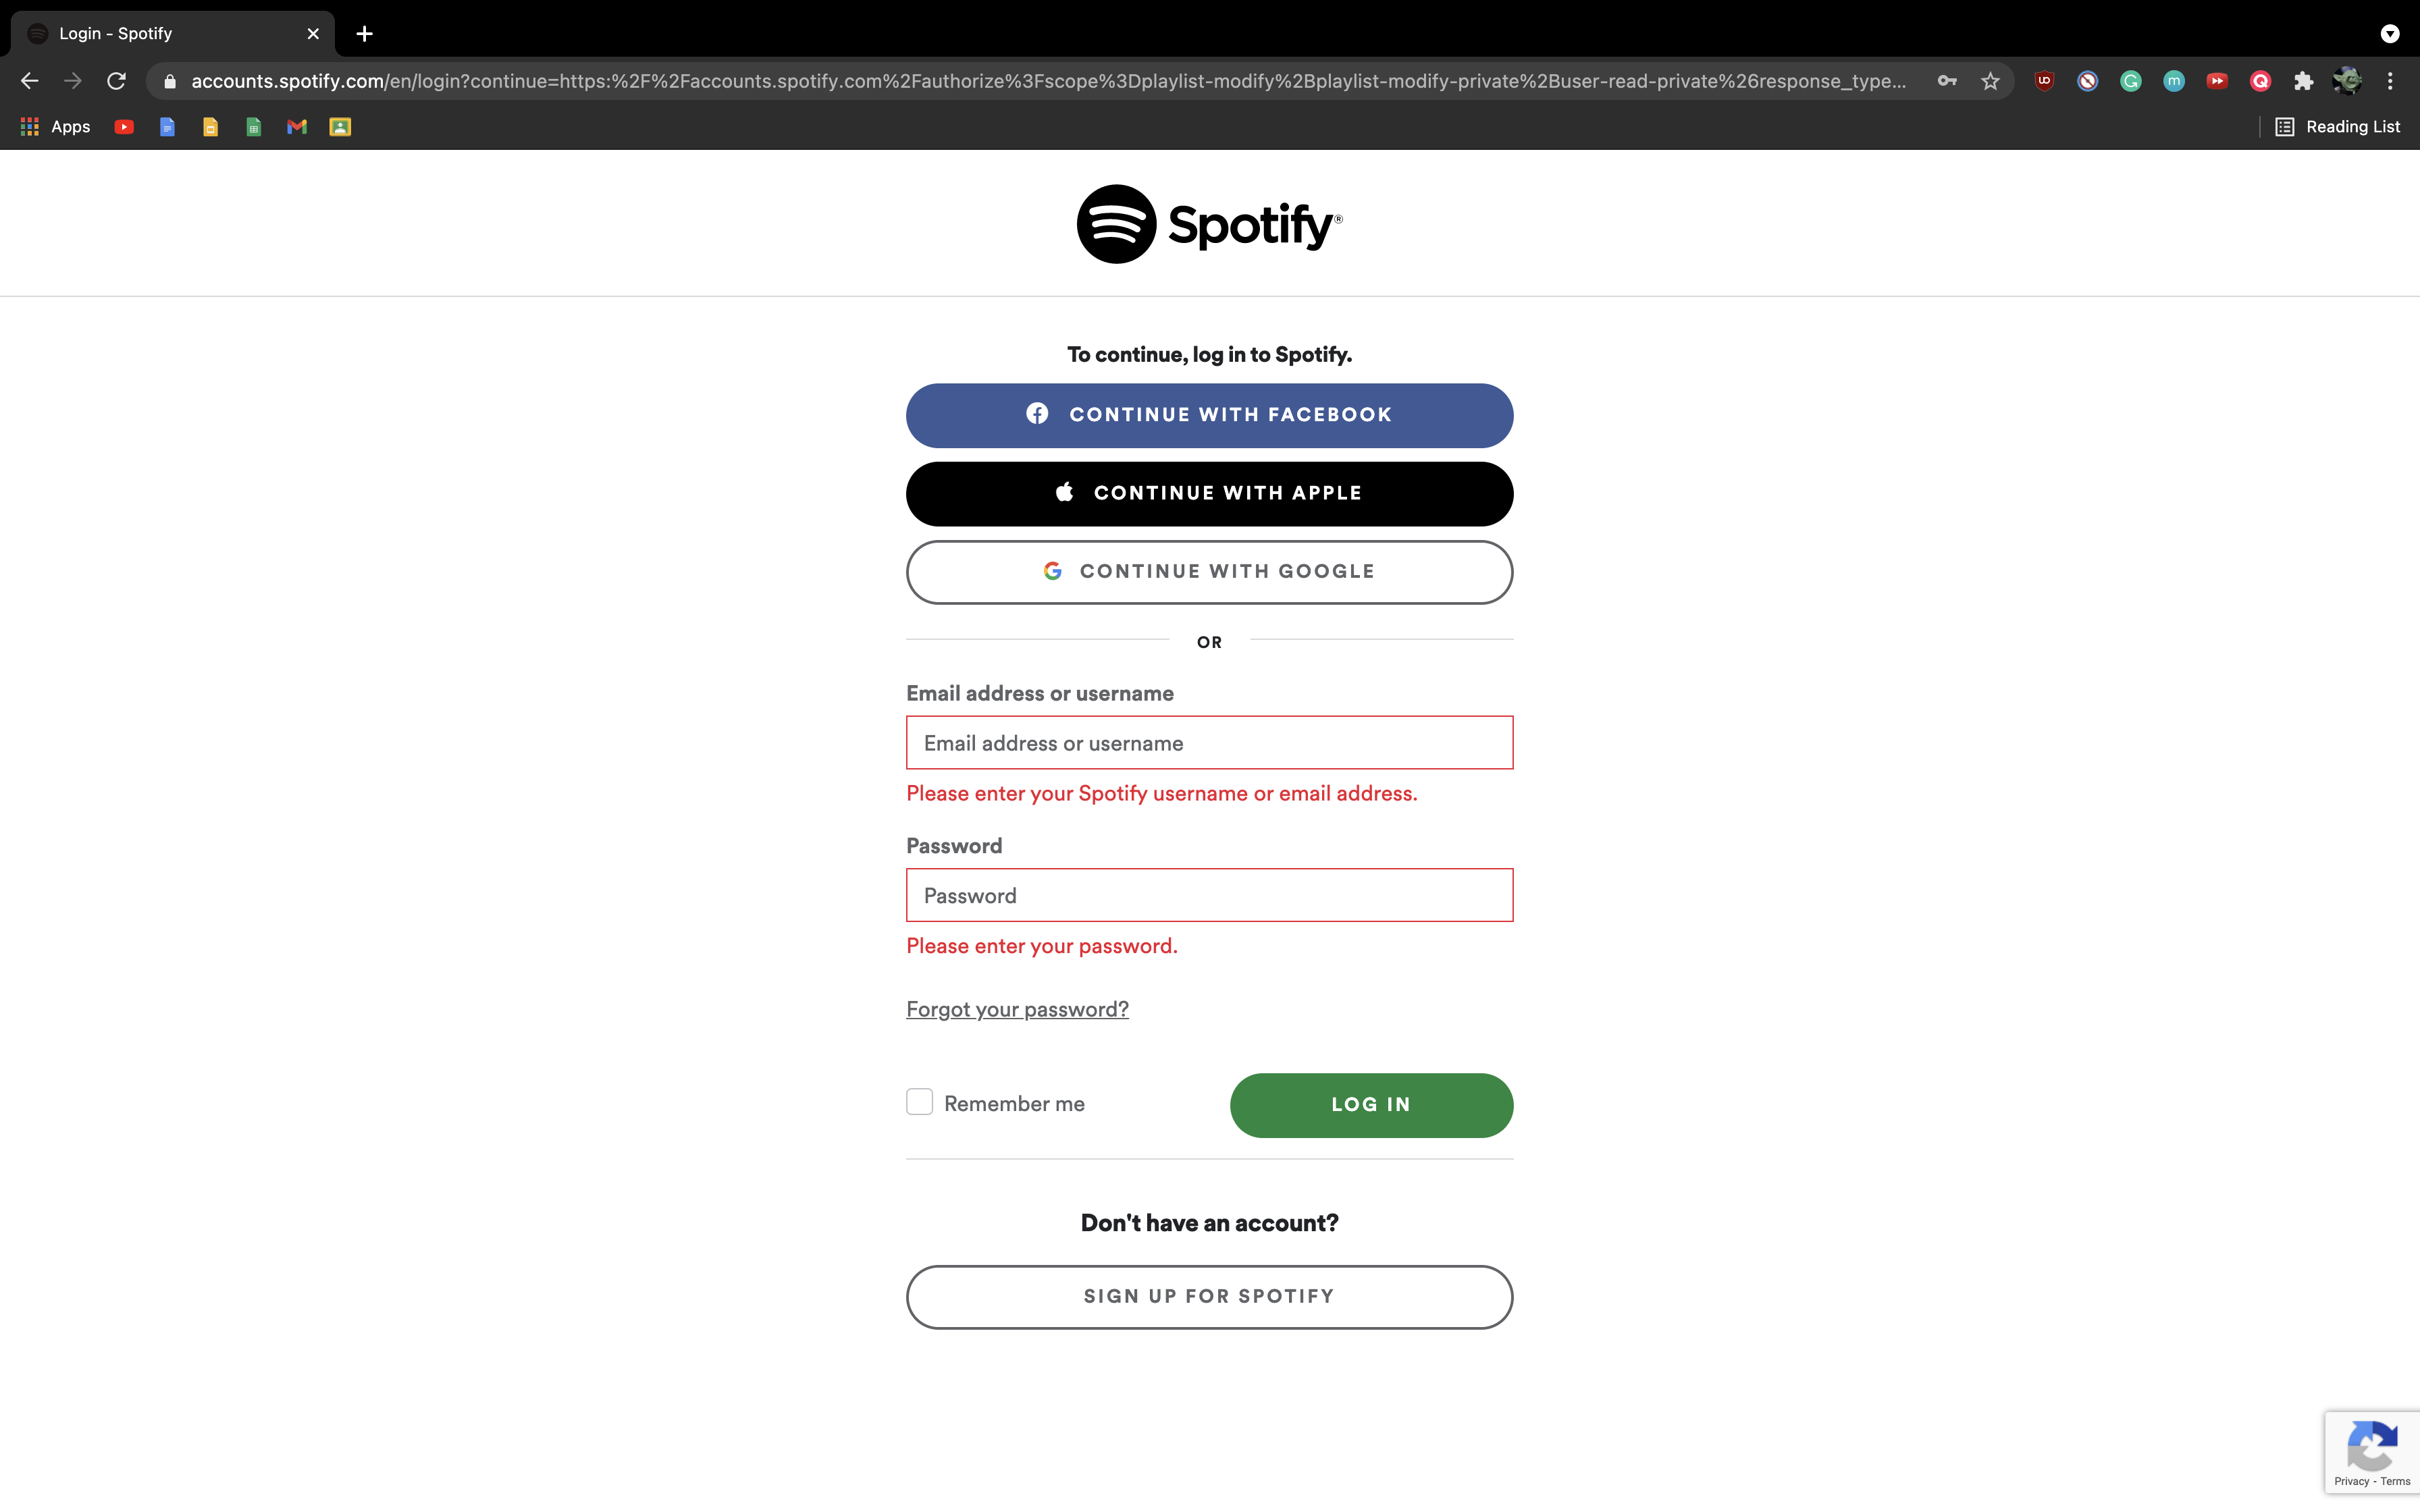 Login - Spotify
accounts.spotify.com/en/login?continue=https:%2F%2Faccounts.spotify.com%2Fauthorize%3Fscope%3Dplaylist-modify%2Bplaylist-modify-private%2Buser-read-private%26response_type...
Apps
Reading List
Spotify®
To continue, log in to Spotify.
CONTINUE WITH FACEBOOK
CONTINUE WITH APPLE
CONTINUE WITH GOOGLE
OR
Email address or username
Email address or username
Please enter your Spotify username or email address.
Password
Password
Please enter your password.
Forgot your password?
Remember me
LOG IN
Don't have an account?
SIGN UP FOR SPOTIFY
Privacy - Terms